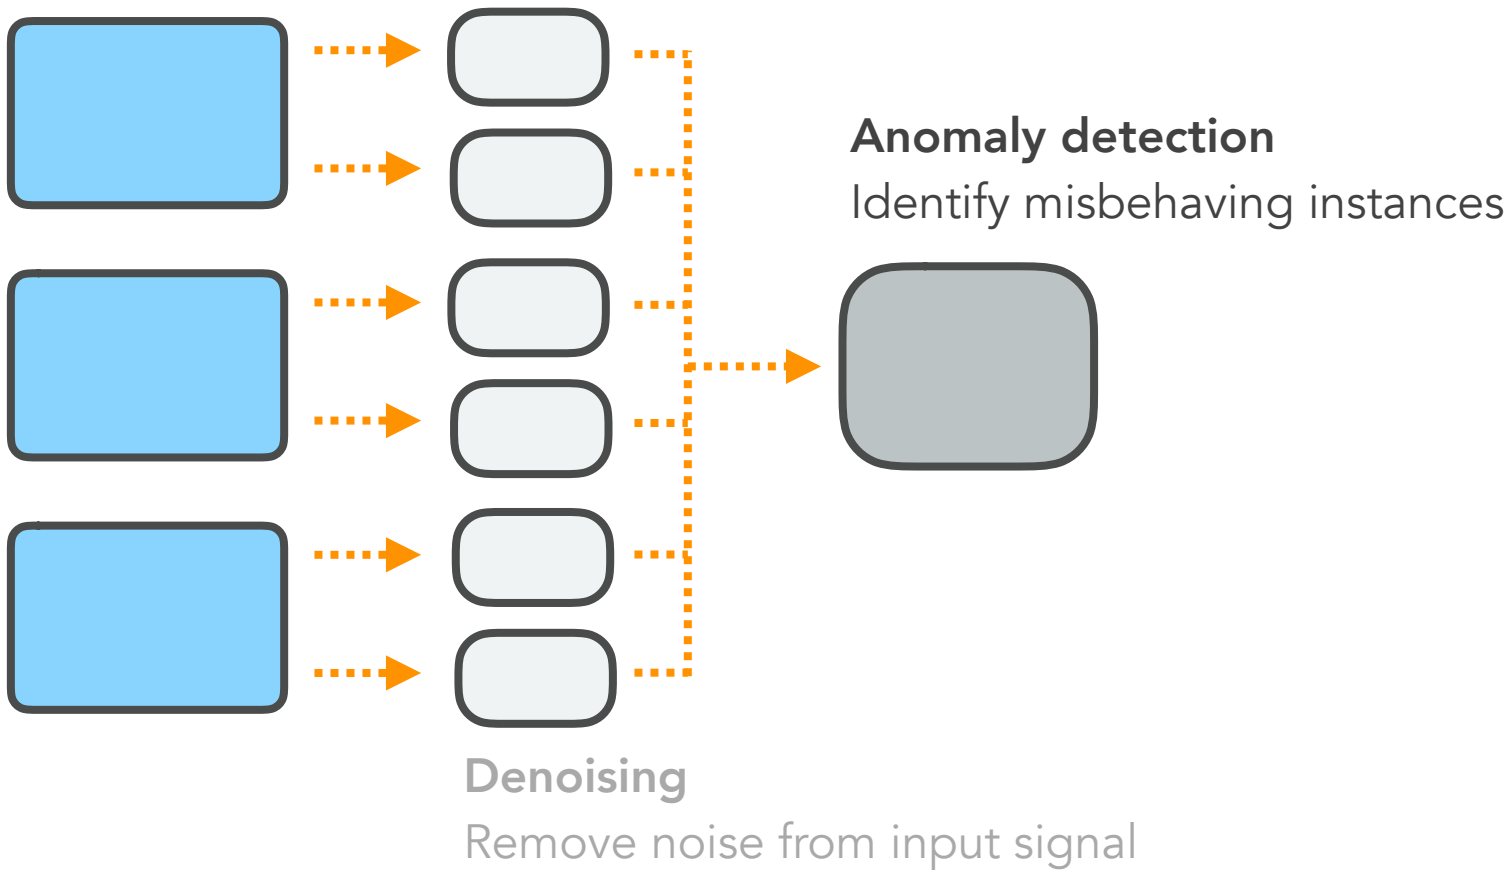 Anomaly detection
Identify misbehaving instances
Denoising
Remove noise from input signal